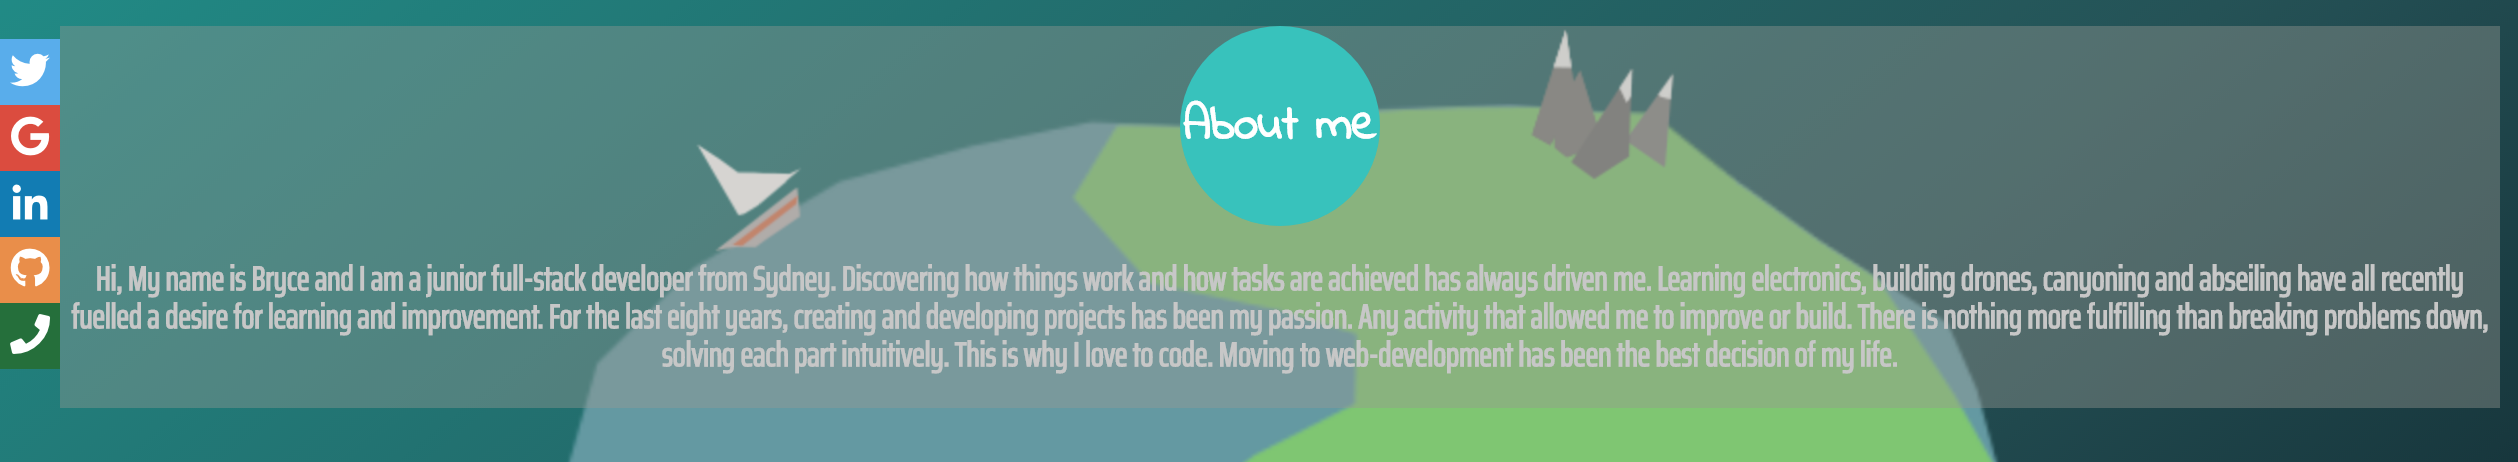 About me
Hi, My name is Bryce and I am a junior full-stack developer from Sydney. Discovering how things work and how tasks are achieved has always driven me. Learning electronics, building drones, canyoning and abseiling have all recently
fuelled a desire for learning and improvement. For the last eight years, creating and developing projects has been my passion. Any activity that allowed me to improve or build. There is nothing more fulfilling than breaking problems down,
solving each part intuitively. This is why I love to code. Moving to web-development has been the best decision of my life.